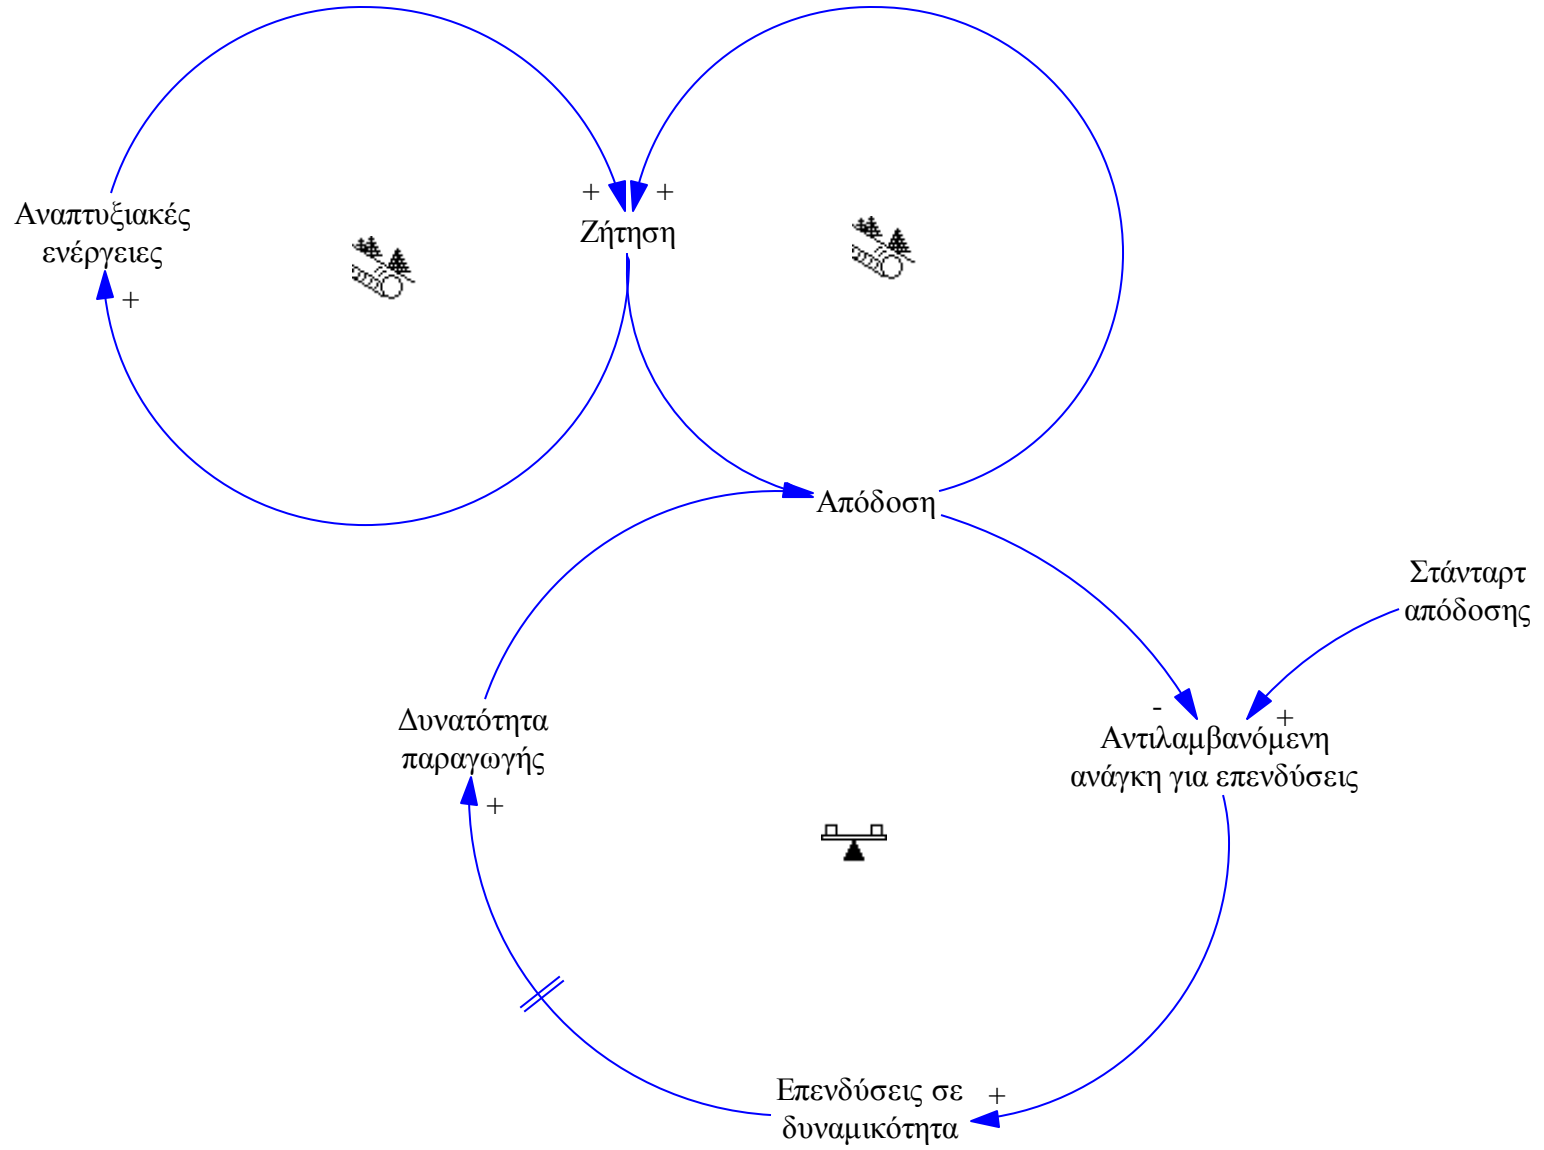 +
+
Αναπτυξιακές
ενέργειες
Ζήτηση
+
Απόδοση
Στάνταρτ
απόδοσης
-
+
Δυνατότητα
παραγωγής
Αντιλαμβανόμενη
ανάγκη για επενδύσεις
+
Επενδύσεις σε
δυναμικότητα
+